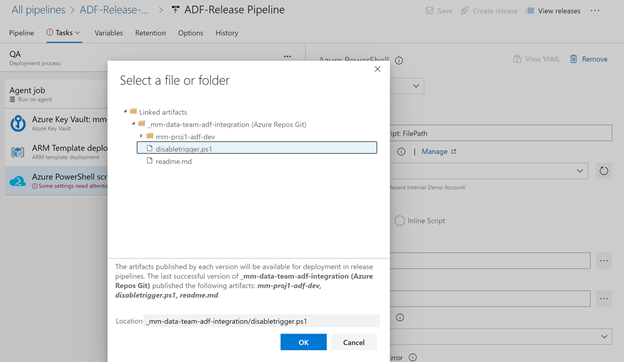 All pipelines > ADF-Release-... > ADF-Release Pipeline
Save Create release View releases ...
Pipeline Tasks Variables Retention Options History
QA
Deployment process
...
Azure PowerShell
View YAML Remove
Agent job
Run on agent
Azure Key Vault: mm-
Azure Key Vault
ARM Template deplo
ARM deployment
Azure PowerShell scr
Some settings need attenti
Select a file or folder
Linked artifacts
_mm-data-team-adf-integration (Azure Repos Git)
mm-proj1-adf-dev
disabletrigger.ps1
readme.md
ipt: FilePath
| Manage
Internal Demo Account'
Inline Script
The artifacts published by each version will be available for deployment in release
pipelines. The last successful version of _mm-data-team-adf-integration (Azure
Repos Git) published the following artifacts: mm-proj1-adf-dev,
disabletrigger.ps1, readme.md.
Location _mm-data-team-adf-integration/disabletrigger.ps1
OK Cancel
rror